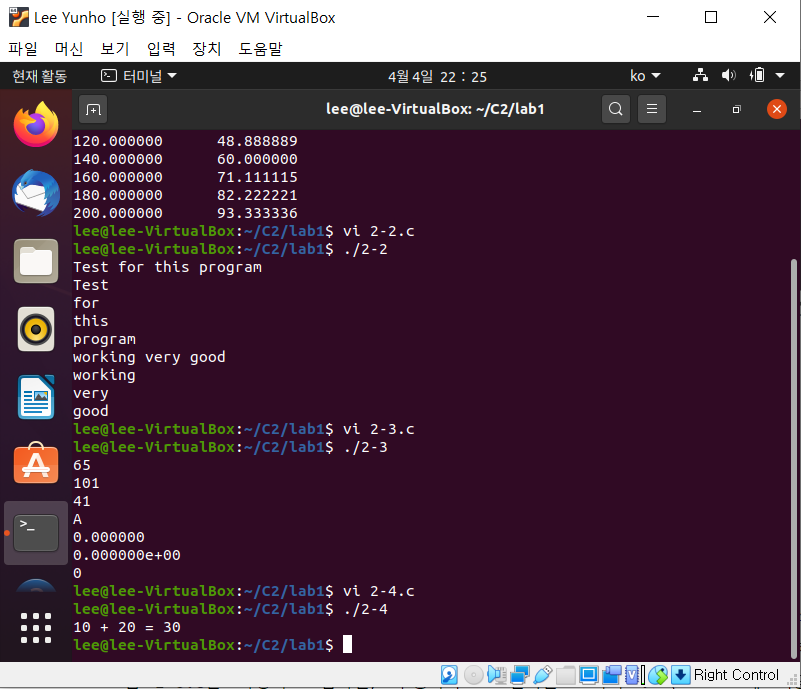 Lee Yunho [실행 중] - Oracle VM VirtualBox
파일 머신 보기 입력 장치 도움말
현재 활동 터미널 4월 4일 22 : 25 ko
lee@lee-VirtualBox: ~/C2/lab1
120.000000 48.888889
140.000000 60.000000
160.000000 71.111115
180.000000 82.222221
200.000000 93.333336
lee@lee-VirtualBox:~/C2/lab1$ vi 2-2.c
lee@lee-VirtualBox:~/C2/lab1$ ./2-2
Test for this program
Test
for
this
program
working very good
working
very
good
lee@lee-VirtualBox:~/C2/lab1$ vi 2-3.c
lee@lee-VirtualBox:~/C2/lab1$ ./2-3
65
101
41
A
0.000000
0.000000e+00
0
lee@lee-VirtualBox:~/C2/lab1$ vi 2-4.c
lee@lee-VirtualBox:~/C2/lab1$ ./2-4
10 + 20 = 30
lee@lee-VirtualBox:~/C2/lab1$
Right Control